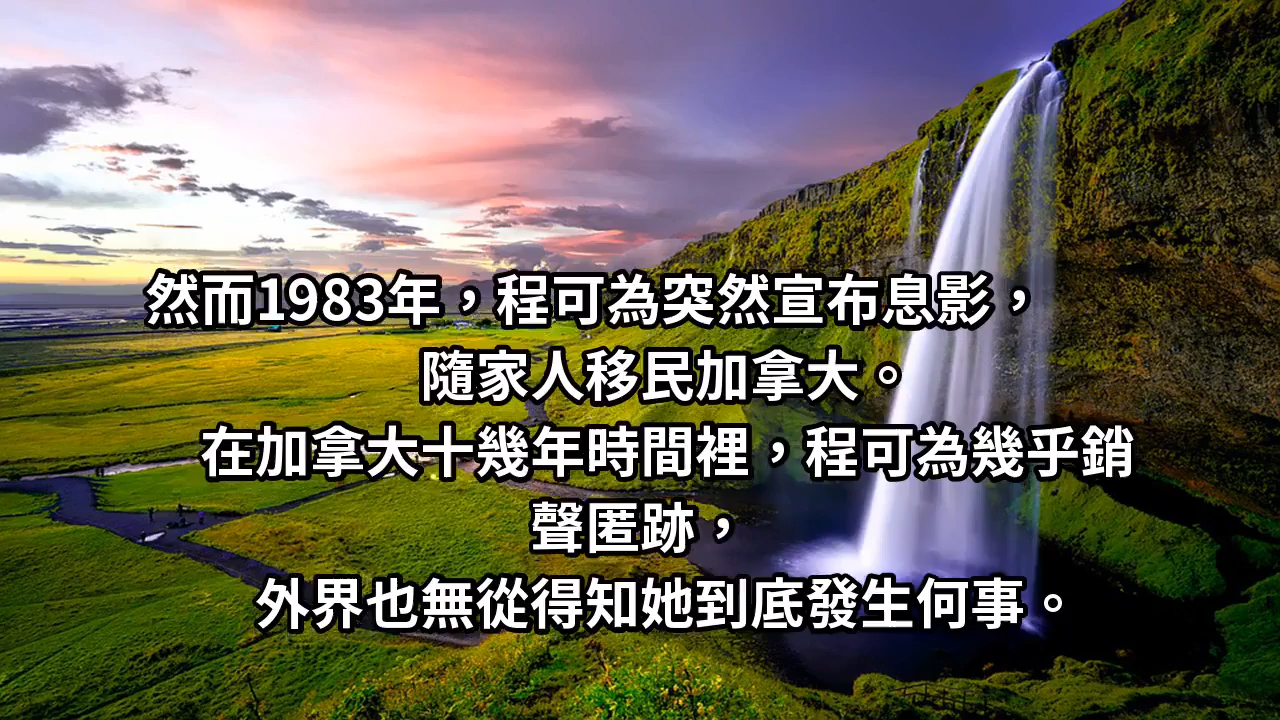 然而1983年，程可為突然宣布息影，
隨家人移民加拿大。
在加拿大十幾年時間裡，程可為幾乎銷
聲匿跡，
外界也無從得知她到底發生何事。